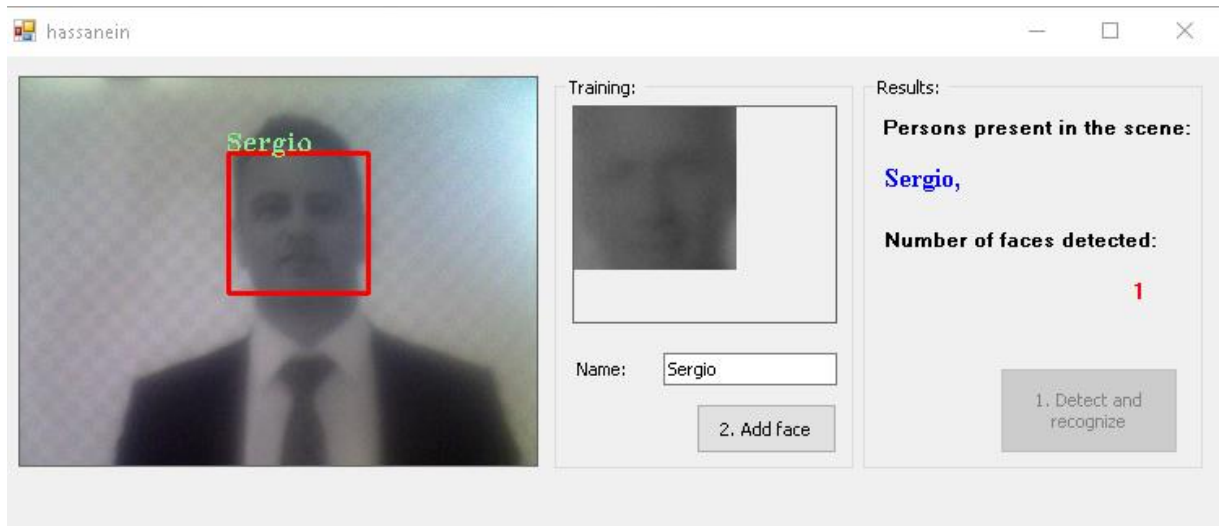 hassanein
Sergio
Training:
Name:
Sergio
2. Add face
Results:
Persons present in the scene:
Sergio,
Number of faces detected:
1
1. Detect and
recognize